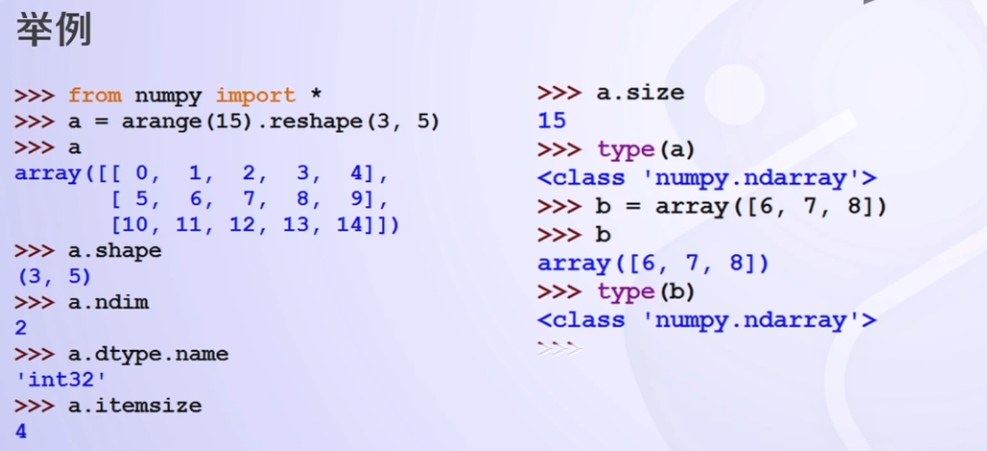 举例
>>> from numpy import *
>>> a = arange(15).reshape(3, 5)
>>> a
array([[ 0,  1,  2,  3,  4],
       [ 5,  6,  7,  8,  9],
       [10, 11, 12, 13, 14]])
>>> a.shape
(3, 5)
>>> a.ndim
2
>>> a.dtype.name
'int32'
>>> a.itemsize
4
>>> a.size
15
>>> type(a)
<class 'numpy.ndarray'>
>>> b = array([6, 7, 8])
>>> b
array([6, 7, 8])
>>> type(b)
<class 'numpy.ndarray'>
>>>